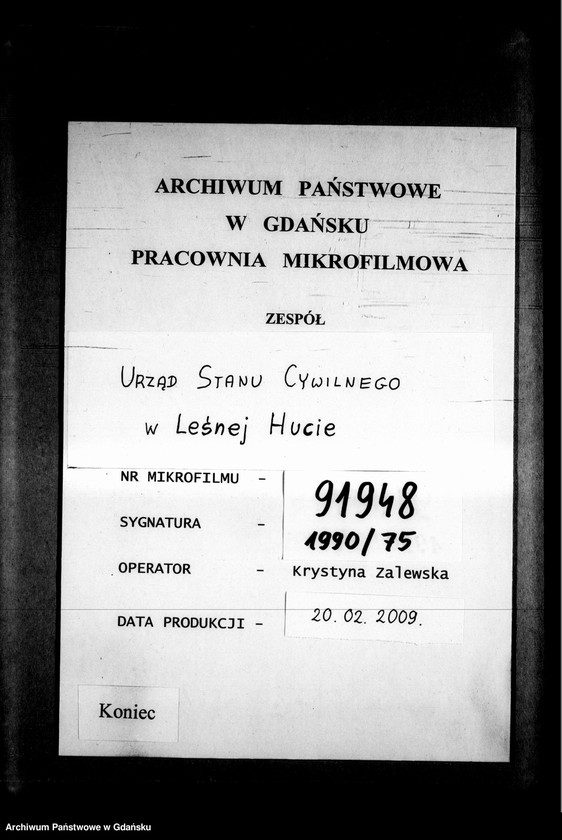 ARCHIWUM PAŃSTWOWE
W GDAŃSKU
PRACOWNIA MIKROFILMOWA
ZESPÓŁ
URZĄD STANU CYWILNEGO
w Leśnej Hucie
NR MIKROFILMU - 91948
SYGNATURA - 1990/75
OPERATOR - Krystyna Zalewska
DATA PRODUKCJI - 20.02.2009.
Koniec
Archiwum Państwowe w Gdańsku